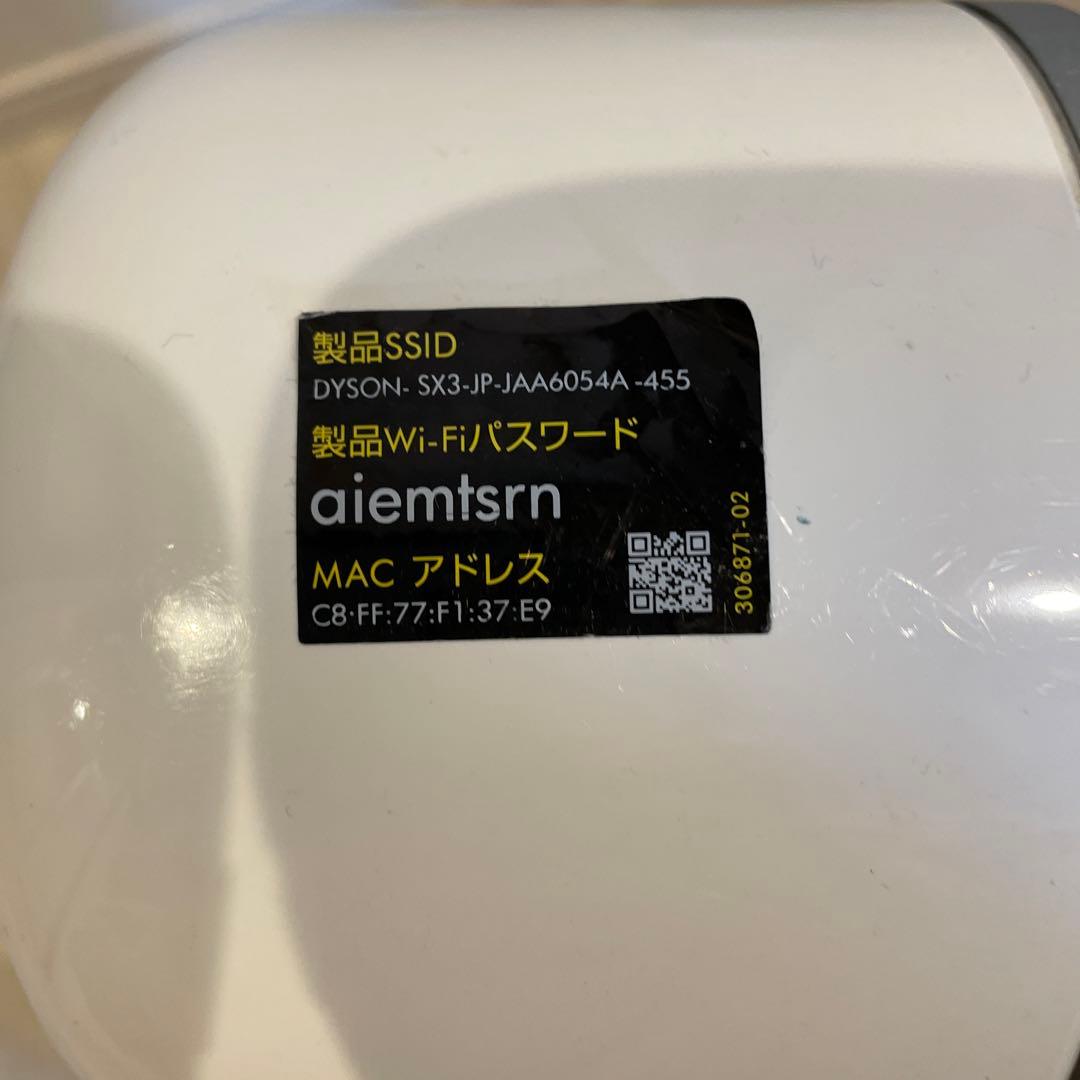 製品SSID
DYSON- SX3-JP-JAA6054A -455
製品Wi-Fiパスワード
aiemtsrn
MAC アドレス
C8:FF:77:F1:37:E9
306871-02